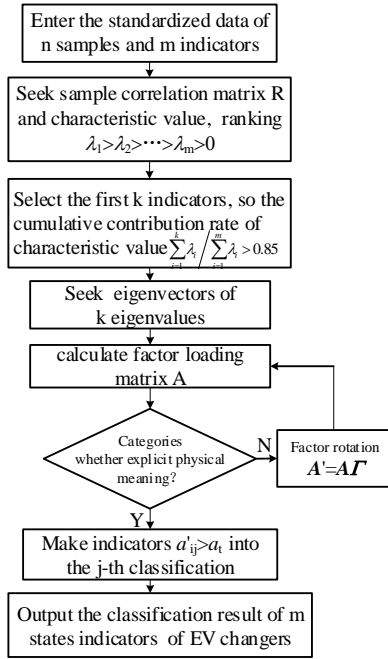 Enter the standardized data of
n samples and m indicators
Seek sample correlation matrix R
and characteristic value, ranking
λ₁>λ₂>⋯>λₘ>0
Select the first k indicators, so the
cumulative contribution rate of
characteristic value ∑_{i=1}^{k} λᵢ / ∑_{i=1}^{m} λᵢ > 0.85
Seek eigenvectors of
k eigenvalues
calculate factor loading
matrix A
Categories
whether explicit physical
meaning?
N
Factor rotation
A'=AΓ
Y
Make indicators a'ᵢⱼ>aₜ into
the j-th classification
Output the classification result of m
states indicators of EV changers